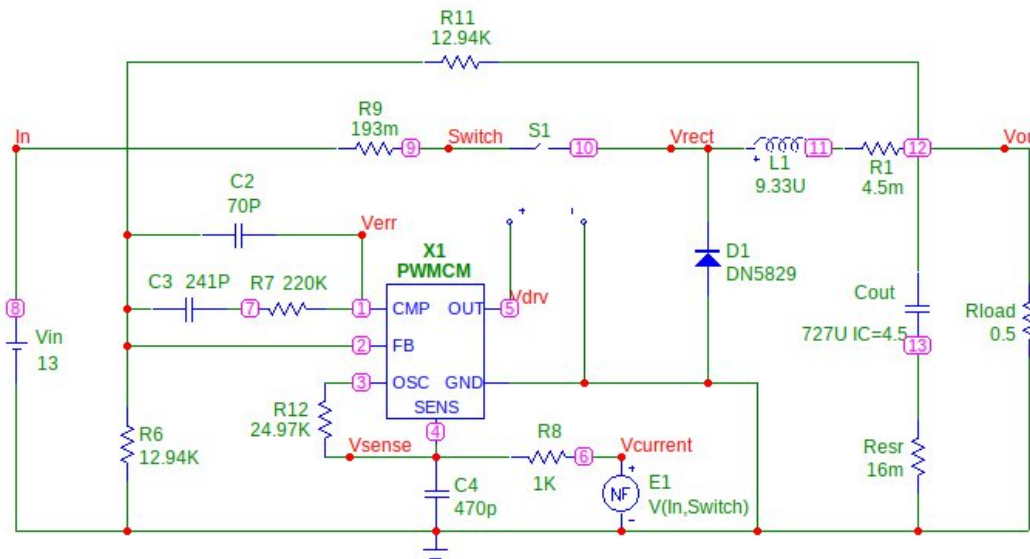 R11
12.94K
In
R9
193m
9
Switch
S1
10
Vrect
+
L1
9.33U
11
R1
4.5m
12
C2
70P
Verr
+
X1
PWMCM
D1
DN5829
C3 241P
7
R7 220K
1
CMP
OUT
5
Vdrv
Cout
727U IC=4.5
13
Rload
0.5
8
Vin
13
2
FB
3
OSC
GND
SENS
4
R12
24.97K
R6
12.94K
Vsense
R8
1K
6
Vcurrent
+
NF
-
E1
V(In,Switch)
Resr
16m
C4
470p